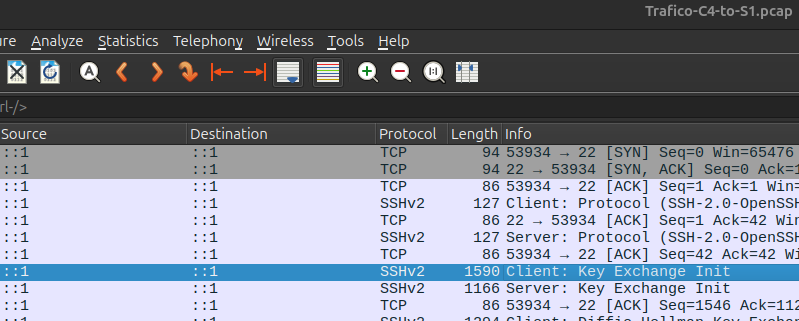 Trafico-C4-to-S1.pcap
re Analyze Statistics Telephony Wireless Tools Help
rl-/>
Source Destination Protocol Length Info
::1 ::1 TCP 94 53934 → 22 [SYN] Seq=0 Win=65476
::1 ::1 TCP 94 22 → 53934 [SYN, ACK] Seq=0 Ack=1
::1 ::1 TCP 86 53934 → 22 [ACK] Seq=1 Ack=1 Win=
::1 ::1 SSHv2 127 Client: Protocol (SSH-2.0-OpenSSH
::1 ::1 TCP 86 22 → 53934 [ACK] Seq=1 Ack=42 Win
::1 ::1 SSHv2 127 Server: Protocol (SSH-2.0-OpenSSH
::1 ::1 TCP 86 53934 → 22 [ACK] Seq=42 Ack=42 W
::1 ::1 SSHv2 1590 Client: Key Exchange Init
::1 ::1 SSHv2 1166 Server: Key Exchange Init
::1 ::1 TCP 86 53934 → 22 [ACK] Seq=1546 Ack=112
::1 ::1 SSHv2 1294 Client: Diffie-Hellman Key Exchan